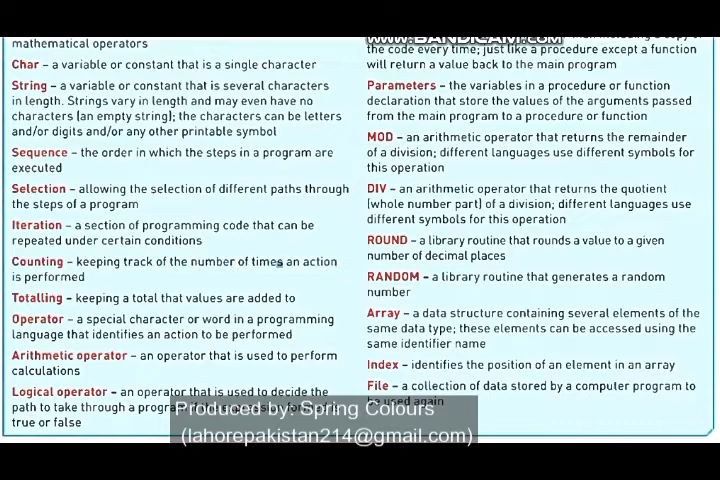 mathematical operators
Char – a variable or constant that is a single character
String – a variable or constant that is several characters
in length. Strings vary in length and may even have no
characters (an empty string); the characters can be letters
and/or digits and/or any other printable symbol
Sequence – the order in which the steps in a program are
executed
Selection – allowing the selection of different paths through
the steps of a program
Iteration – a section of programming code that can be
repeated under certain conditions
Counting – keeping track of the number of times an action
is performed
Totalling – keeping a total that values are added to
Operator – a special character or word in a programming
language that identifies an action to be performed
Arithmetic operator – an operator that is used to perform
calculations
Logical operator – an operator that is used to decide the
path to take through a program if the expression formed is
true or false
WWW.BANDICAM.COM
the code every time; just like a procedure except a function
will return a value back to the main program
Parameters – the variables in a procedure or function
declaration that store the values of the arguments passed
from the main program to a procedure or function
MOD – an arithmetic operator that returns the remainder
of a division; different languages use different symbols for
this operation
DIV – an arithmetic operator that returns the quotient
(whole number part) of a division; different languages use
different symbols for this operation
ROUND – a library routine that rounds a value to a given
number of decimal places
RANDOM – a library routine that generates a random
number
Array – a data structure containing several elements of the
same data type; these elements can be accessed using the
same identifier name
Index – identifies the position of an element in an array
File – a collection of data stored by a computer program to
be used again
Produced by: Spring Colours
(lahorepakistan214@gmail.com)